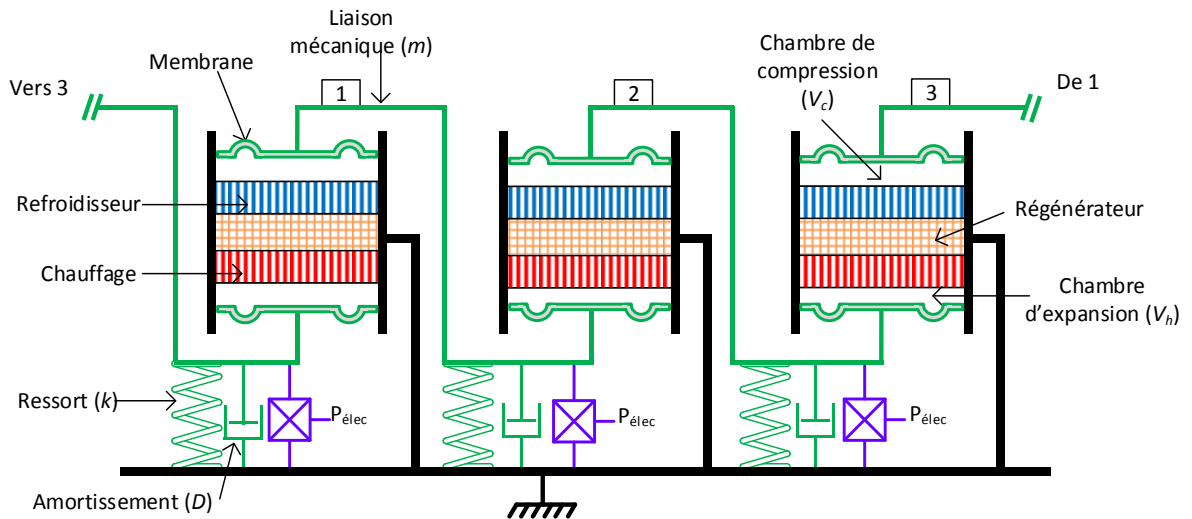 Liaison
mécanique (m)
Membrane
Vers 3
1
2
Chambre de
compression
(Vc)
3
De 1
Refroidisseur
Régénérateur
Chauffage
Chambre
d'expansion (Vh)
Ressort (k)
Pélec
Pélec
Pélec
Amortissement (D)